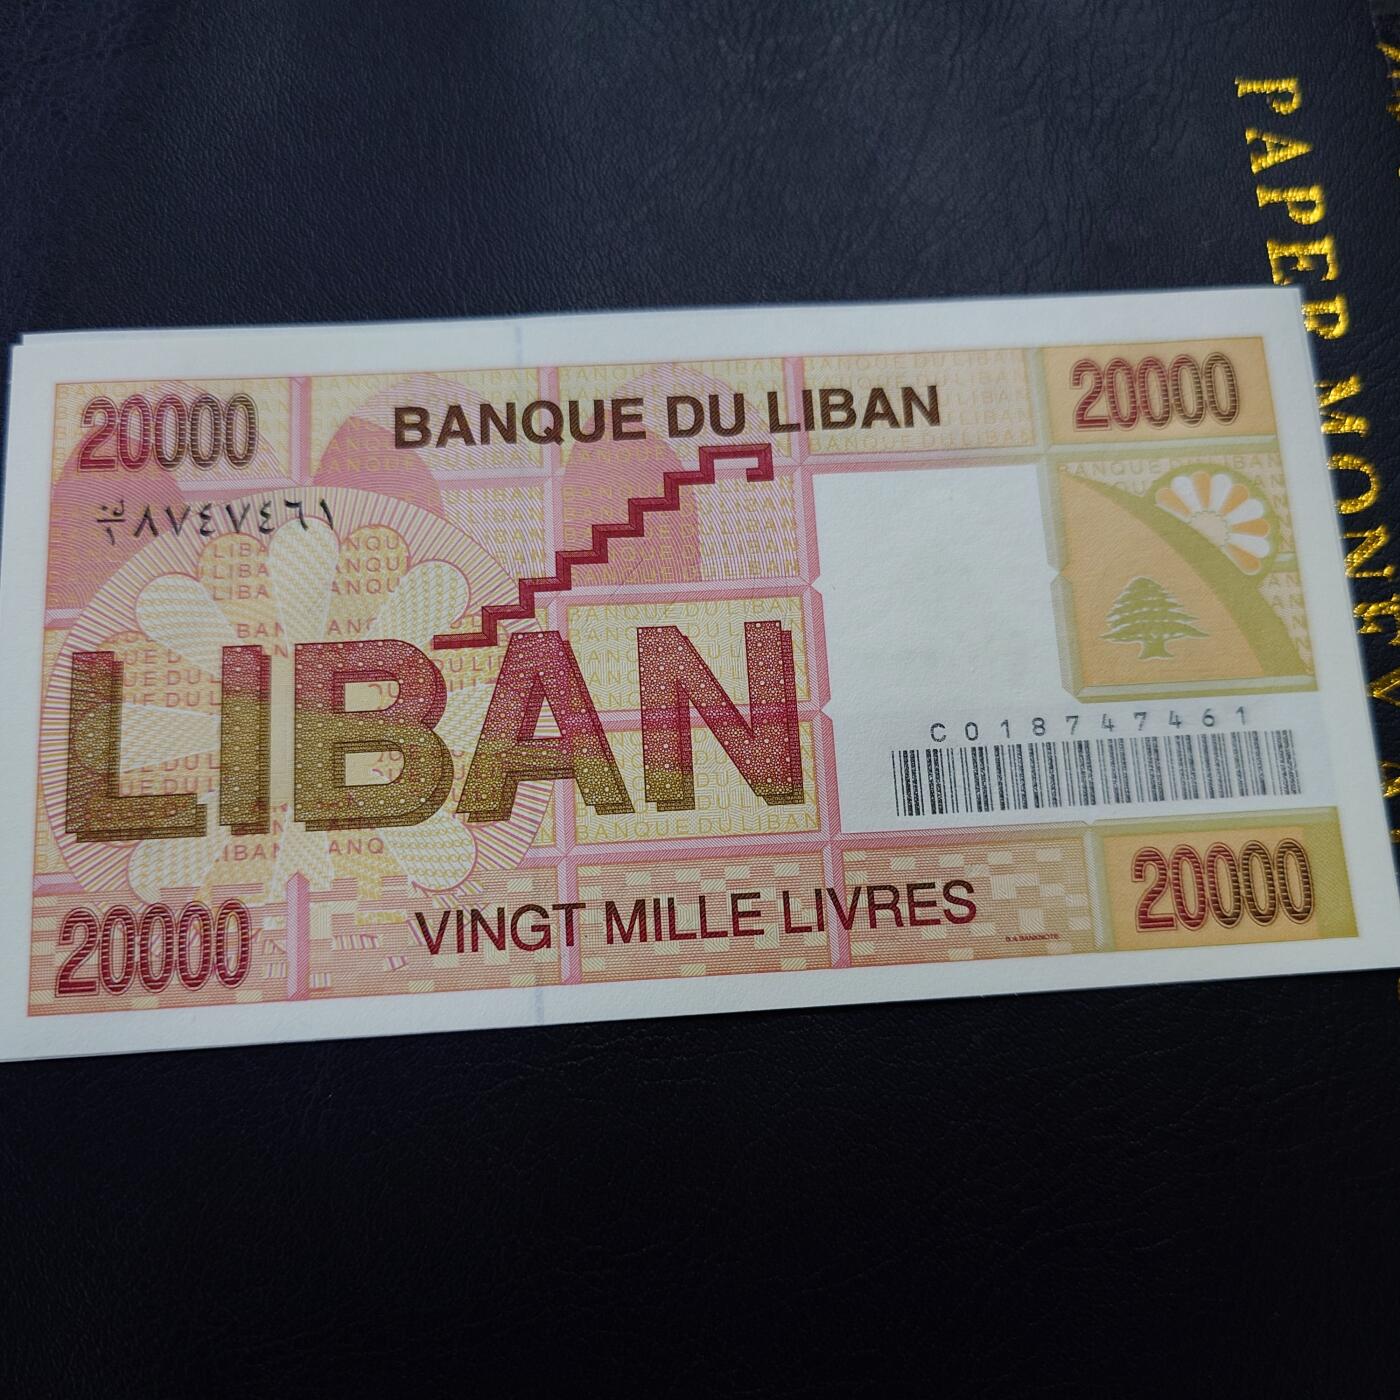 20000
BANQUE DU LIBAN
20000
٨٧٤٧٤٦١
LIBAN
C018747461
20000
VINGT MILLE LIVRES
20000
PAPER MONEY